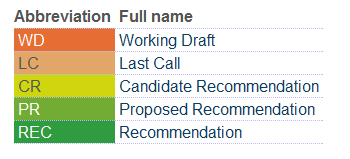 Abbreviation Full name
WD Working Draft
LC Last Call
CR Candidate Recommendation
PR Proposed Recommendation
REC Recommendation